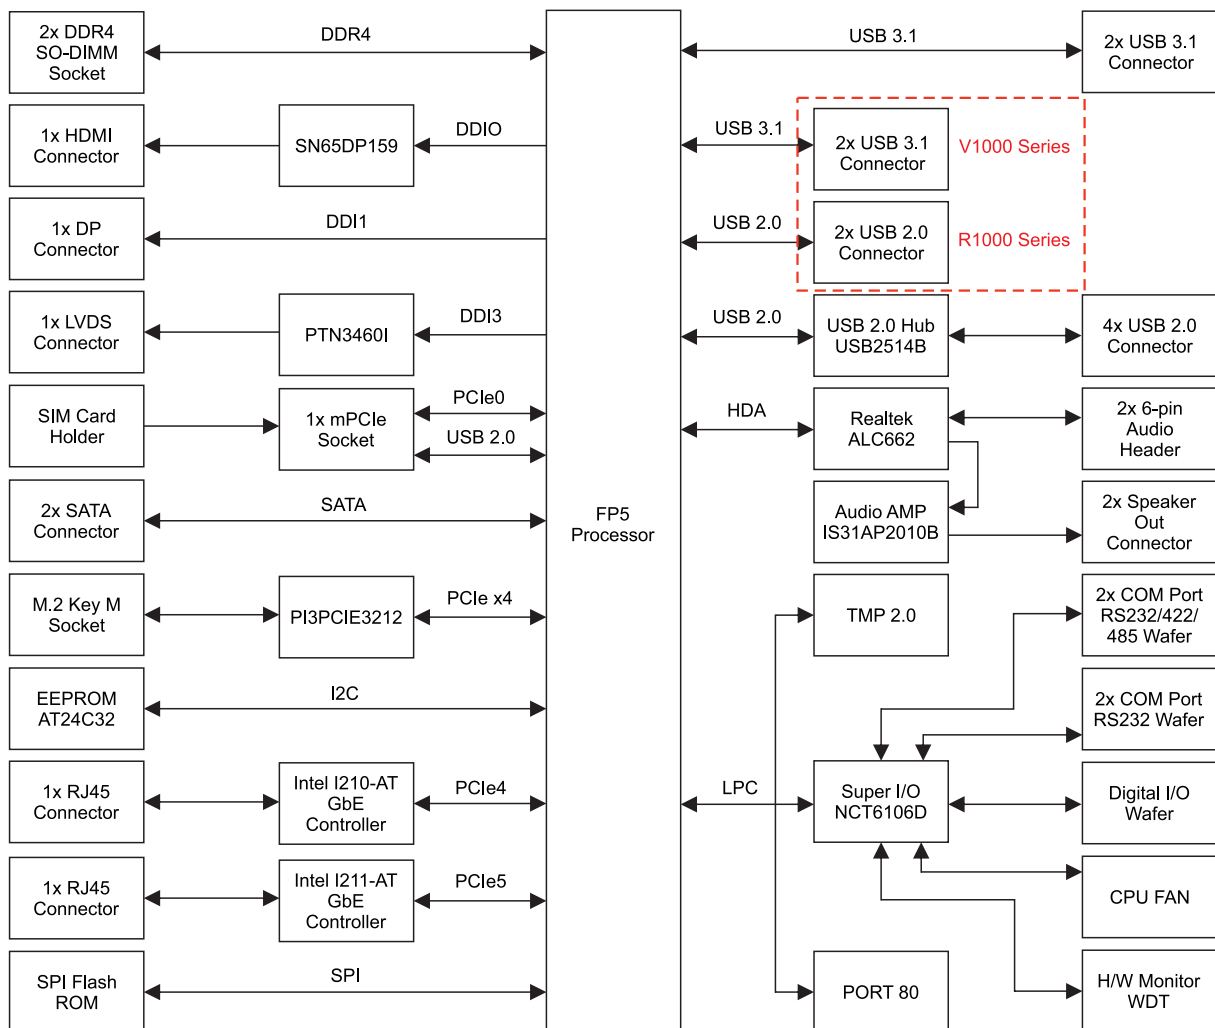 2x DDR4
SO-DIMM
Socket
DDR4
USB 3.1
2x USB 3.1
Connector
1x HDMI
Connector
SN65DP159
DDIO
USB 3.1
2x USB 3.1
Connector
V1000 Series
1x DP
Connector
DDI1
USB 2.0
2x USB 2.0
Connector
R1000 Series
1x LVDS
Connector
PTN3460I
DDI3
USB 2.0
USB 2.0 Hub
USB2514B
4x USB 2.0
Connector
SIM Card
Holder
1x mPCIe
Socket
PCIe0
USB 2.0
HDA
Realtek
ALC662
2x 6-pin
Audio
Header
2x SATA
Connector
SATA
FP5
Processor
Audio AMP
IS31AP2010B
2x Speaker
Out
Connector
M.2 Key M
Socket
PI3PCIE3212
PCIe x4
TMP 2.0
2x COM Port
RS232/422/
485 Wafer
EEPROM
AT24C32
I2C
2x COM Port
RS232 Wafer
1x RJ45
Connector
Intel I210-AT
GbE
Controller
PCIe4
LPC
Super I/O
NCT6106D
Digital I/O
Wafer
1x RJ45
Connector
Intel I211-AT
GbE
Controller
PCIe5
CPU FAN
SPI Flash
ROM
SPI
PORT 80
H/W Monitor
WDT